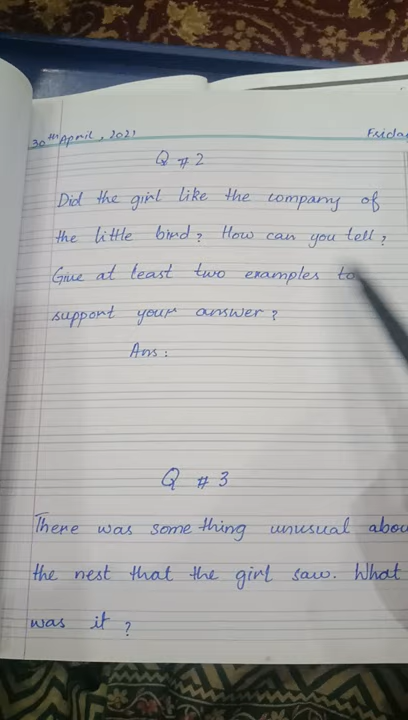 30th April, 2021 Friday
Q # 2
Did the girl like the company of
the little bird? How can you tell?
Give at least two examples to
support your answer?
Ans:
Q # 3
There was some thing unusual abou
the nest that the girl saw. What
was it?